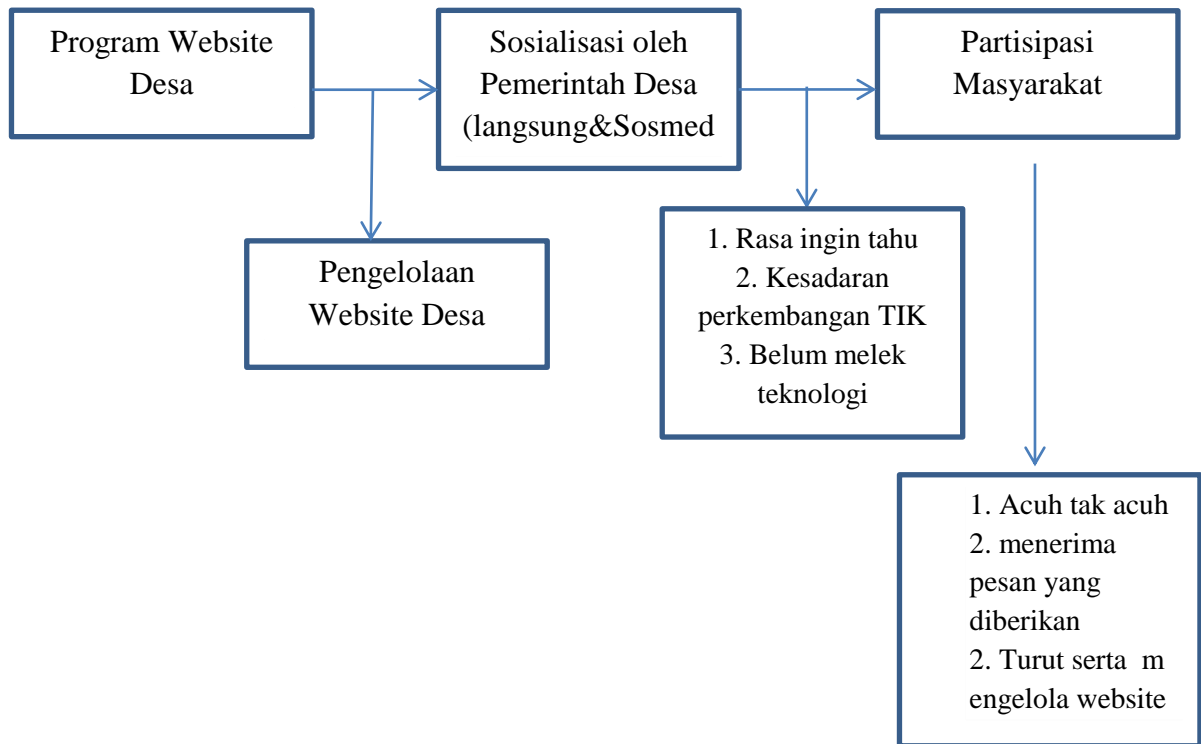 Program Website
Desa
Sosialisasi oleh
Pemerintah Desa
(langsung&Sosmed
Partisipasi
Masyarakat
Pengelolaan
Website Desa
1. Rasa ingin tahu
2. Kesadaran
perkembangan TIK
3. Belum melek
teknologi
1. Acuh tak acuh
2. menerima
pesan yang
diberikan
2. Turut serta  m
engelola website